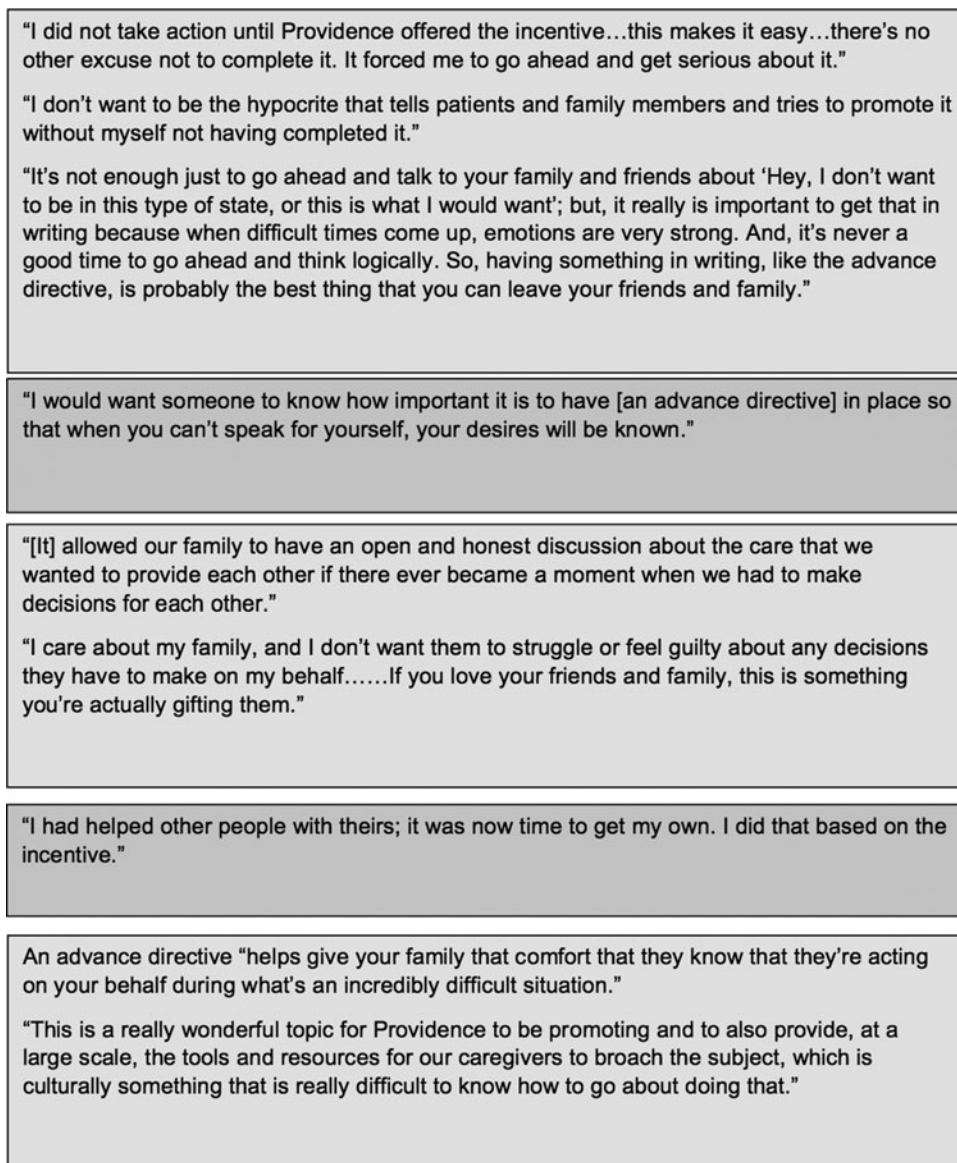 “I did not take action until Providence offered the incentive…this makes it easy…there’s no
other excuse not to complete it. It forced me to go ahead and get serious about it.”
“I don’t want to be the hypocrite that tells patients and family members and tries to promote it
without myself not having completed it.”
“It’s not enough just to go ahead and talk to your family and friends about ‘Hey, I don’t want
to be in this type of state, or this is what I would want’; but, it really is important to get that in
writing because when difficult times come up, emotions are very strong. And, it’s never a
good time to go ahead and think logically. So, having something in writing, like the advance
directive, is probably the best thing that you can leave your friends and family.”
“I would want someone to know how important it is to have [an advance directive] in place so
that when you can’t speak for yourself, your desires will be known.”
“[It] allowed our family to have an open and honest discussion about the care that we
wanted to provide each other if there ever became a moment when we had to make
decisions for each other.”
“I care about my family, and I don’t want them to struggle or feel guilty about any decisions
they have to make on my behalf……If you love your friends and family, this is something
you’re actually gifting them.”
“I had helped other people with theirs; it was now time to get my own. I did that based on the
incentive.”
An advance directive “helps give your family that comfort that they know that they’re acting
on your behalf during what’s an incredibly difficult situation.”
“This is a really wonderful topic for Providence to be promoting and to also provide, at a
large scale, the tools and resources for our caregivers to broach the subject, which is
culturally something that is really difficult to know how to go about doing that.”